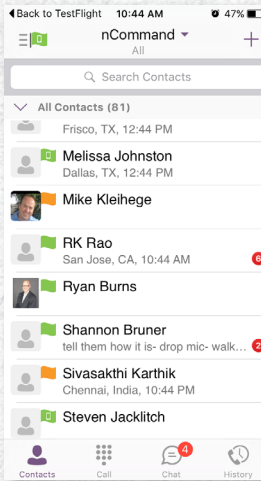 Back to TestFlight 10:44 AM 47%
nCommand
All
Search Contacts
All Contacts (81)
Frisco, TX, 12:44 PM
Melissa Johnston
Dallas, TX, 12:44 PM
Mike Kleihege
RK Rao
San Jose, CA, 10:44 AM 6
Ryan Burns
Shannon Bruner
tell them how it is- drop mic- walk... 2
Sivasakthi Karthik
Chennai, India, 10:44 PM
Steven Jacklitch
4
Contacts Call Chat History